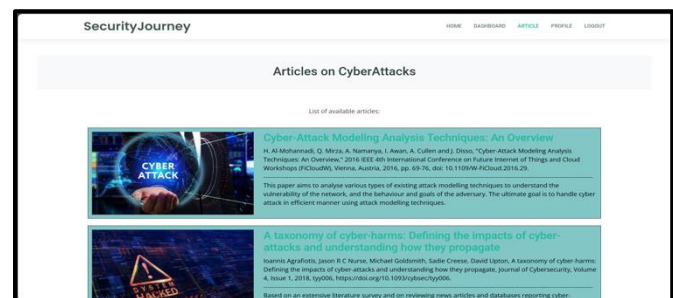 SecurityJourney
HOME DASHBOARD ARTICLE PROFILE LOGOUT
Articles on CyberAttacks
List of available articles:
CYBER
ATTACK
Cyber-Attack Modeling Analysis Techniques: An Overview
H. Al-Mohannadi, Q. Mirza, A. Namanya, I. Awan, A. Cullen and J. Disso, "Cyber-Attack Modeling Analysis
Techniques: An Overview," 2016 IEEE 4th International Conference on Future Internet of Things and Cloud
Workshops (FiCloudW), Vienna, Austria, 2016, pp. 69-76, doi: 10.1109/W-FiCloud.2016.29.
This paper aims to analyse various types of existing attack modelling techniques to understand the
vulnerability of the network, and the behaviour and goals of the adversary. The ultimate goal is to handle cyber
attack in efficient manner using attack modelling techniques.
SYSTEM
HACKED
A taxonomy of cyber-harms: Defining the impacts of cyber-
attacks and understanding how they propagate
Ioannis Agrafiotis, Jason R C Nurse, Michael Goldsmith, Sadie Creese, David Upton, A taxonomy of cyber-harms:
Defining the impacts of cyber-attacks and understanding how they propagate, Journal of Cybersecurity, Volume
4, Issue 1, 2018, tyy006, https://doi.org/10.1093/cybsec/tyy006.
Based on an extensive literature survey and on reviewing news articles and databases reporting cyber-